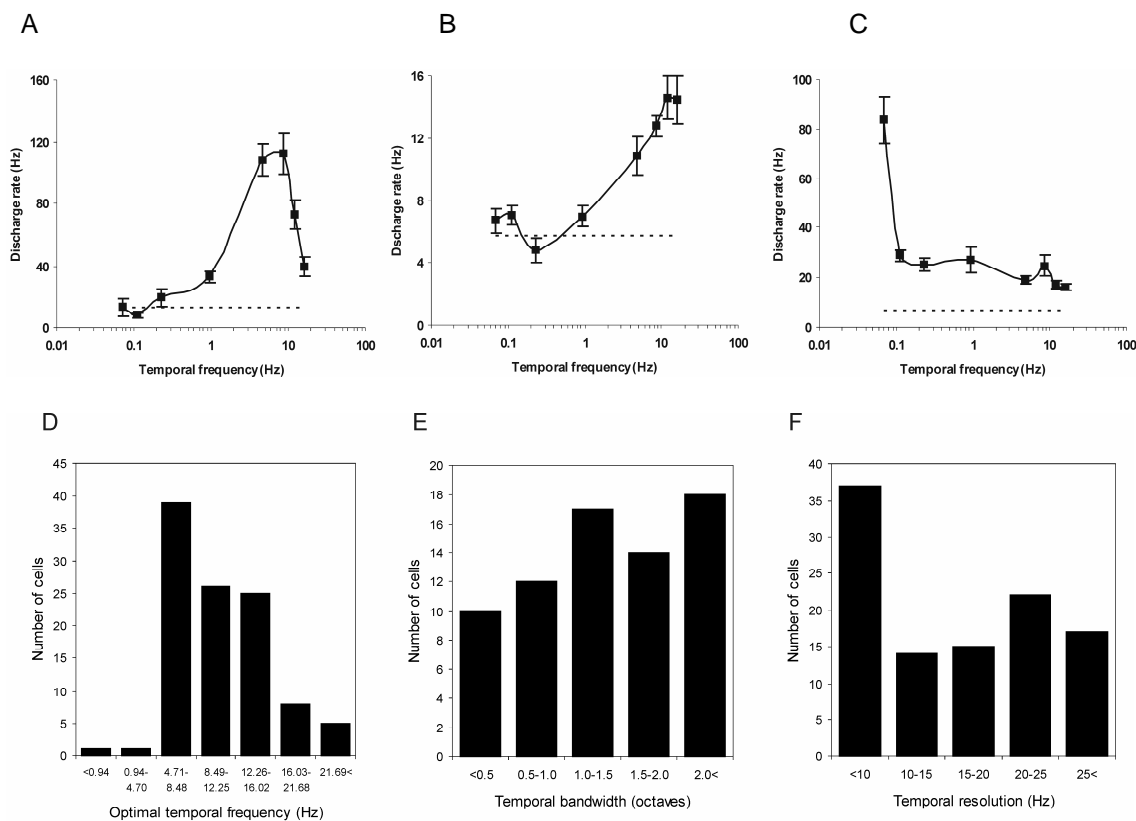 A
B
C
160
120
80
40
0
Discharge rate (Hz)
0.01 0.1 1 10 100
Temporal frequency (Hz)
16
12
8
4
0
Dscharge rate (Hz)
0.01 0.1 1 10 100
Temporal frequency (Hz)
100
80
60
40
20
0
Discharge rate (Hz)
0.01 0.1 1 10 100
Temporal frequency (Hz)
D
E
F
45
40
35
30
25
20
15
10
5
0
Number of cells
<0.94 0.94- 4.71- 8.49- 12.26- 16.03- 21.69<
4.70 8.48 12.25 16.02 21.68
Optimal temporal frequency (Hz)
20
18
16
14
12
10
8
6
4
2
0
Number of cells
<0.5 0.5-1.0 1.0-1.5 1.5-2.0 2.0<
Temporal bandwidth (octaves)
40
35
30
25
20
15
10
5
0
Number of cells
<10 10-15 15-20 20-25 25<
Temporal resolution (Hz)